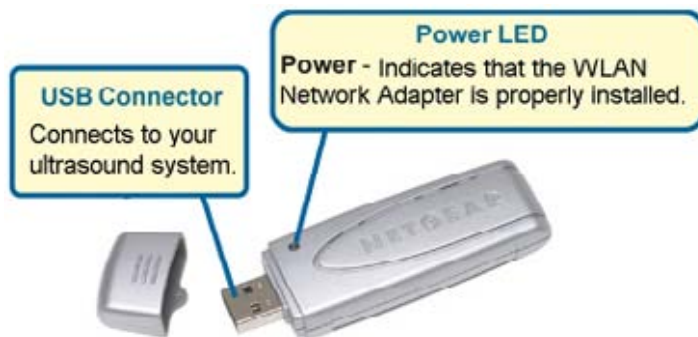 Power LED
Power - Indicates that the WLAN
Network Adapter is properly installed.
USB Connector
Connects to your
ultrasound system.
NETGEAR